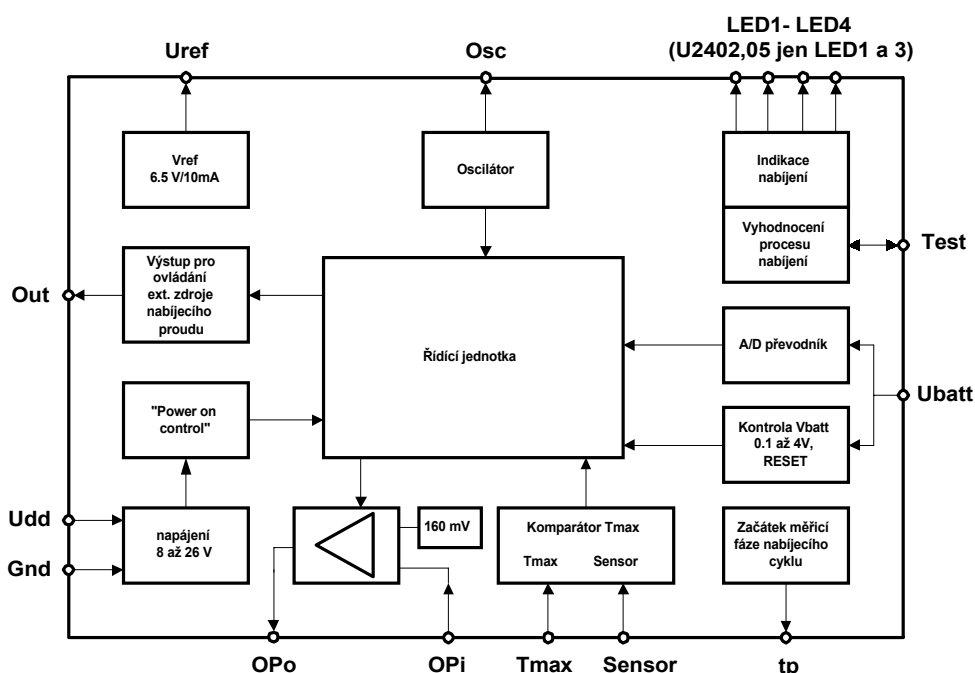 LED1- LED4
(U2402,05 jen LED1 a 3)
Uref
Osc
Vref
6.5 V/10mA
Oscilátor
Indikace
nabíjení
Vyhodnocení
procesu
nabíjení
Test
Výstup pro
ovládání
ext. zdroje
nabíjecího
proudu
Out
Řídící jednotka
A/D převodník
Ubatt
"Power on
control"
Kontrola Vbatt
0.1 až 4V,
RESET
Udd
Gnd
napájení
8 až 26 V
160 mV
Komparátor Tmax
Tmax
Sensor
Začátek měřicí
fáze nabíjecího
cyklu
OPo
OPi
Tmax
Sensor
tp